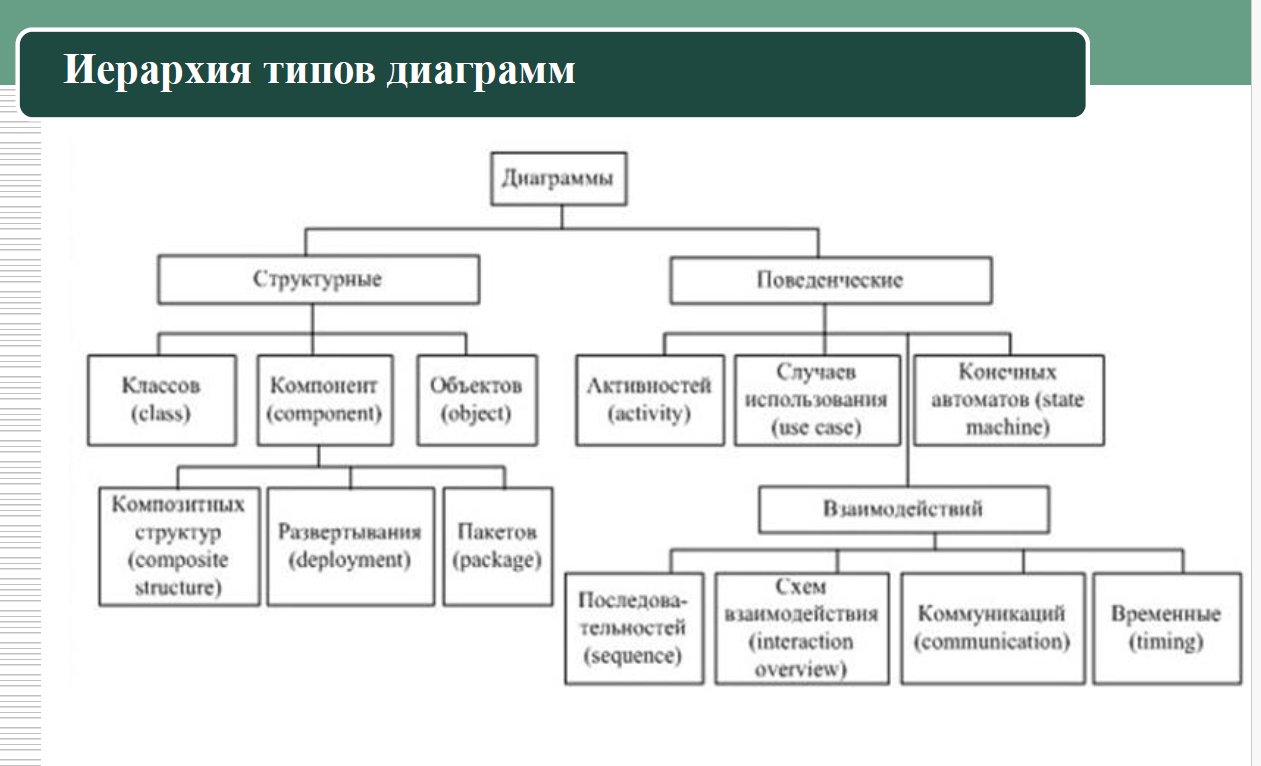 Иерархия типов диаграмм
Диаграммы
Структурные
Поведенческие
Классов
(class)
Компонент
(component)
Объектов
(object)
Активностей
(activity)
Случаев
использования
(use case)
Конечных
автоматов (state
machine)
Композитных
структур
(composite
structure)
Развертывания
(deployment)
Пакетов
(package)
Взаимодействий
Последова-
тельностей
(sequence)
Схем
взаимодействия
(interaction
overview)
Коммуникаций
(communication)
Временные
(timing)